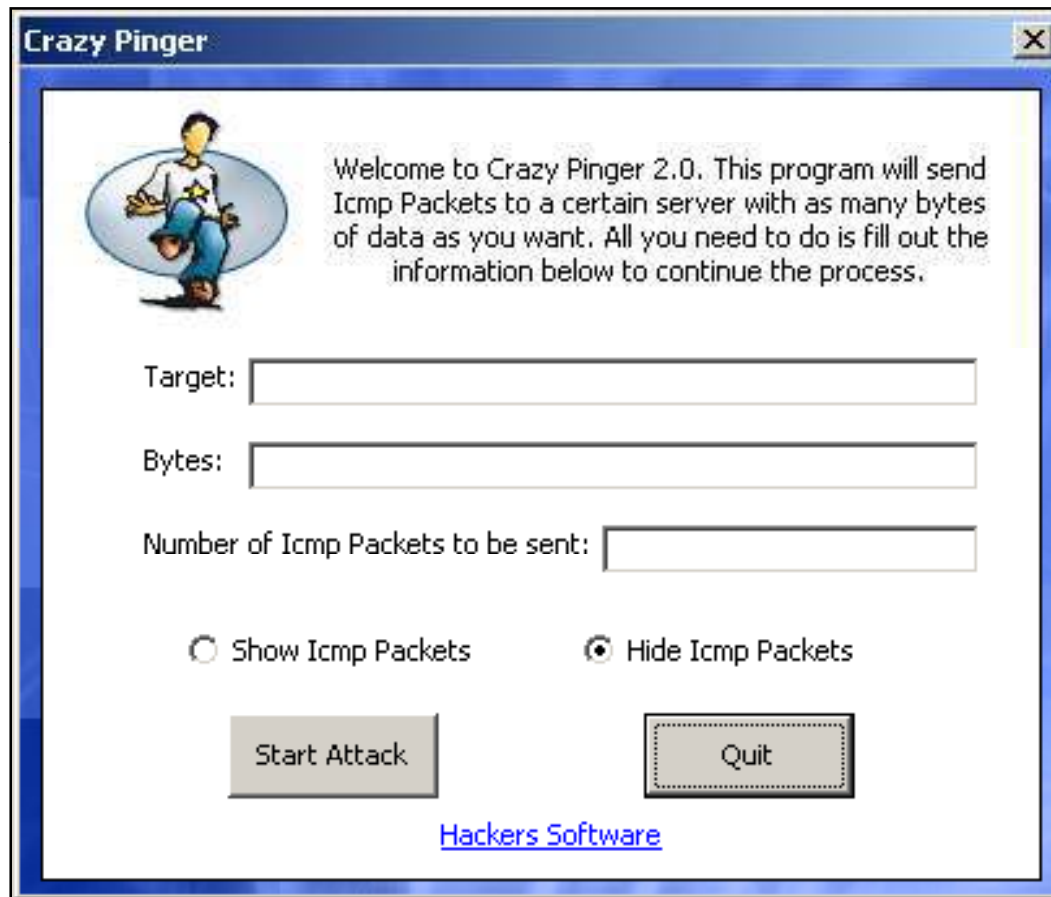 Crazy Pinger
Welcome to Crazy Pinger 2.0. This program will send
Icmp Packets to a certain server with as many bytes
of data as you want. All you need to do is fill out the
information below to continue the process.
Target:
Bytes:
Number of Icmp Packets to be sent:
Show Icmp Packets
Hide Icmp Packets
Start Attack
Quit
Hackers Software